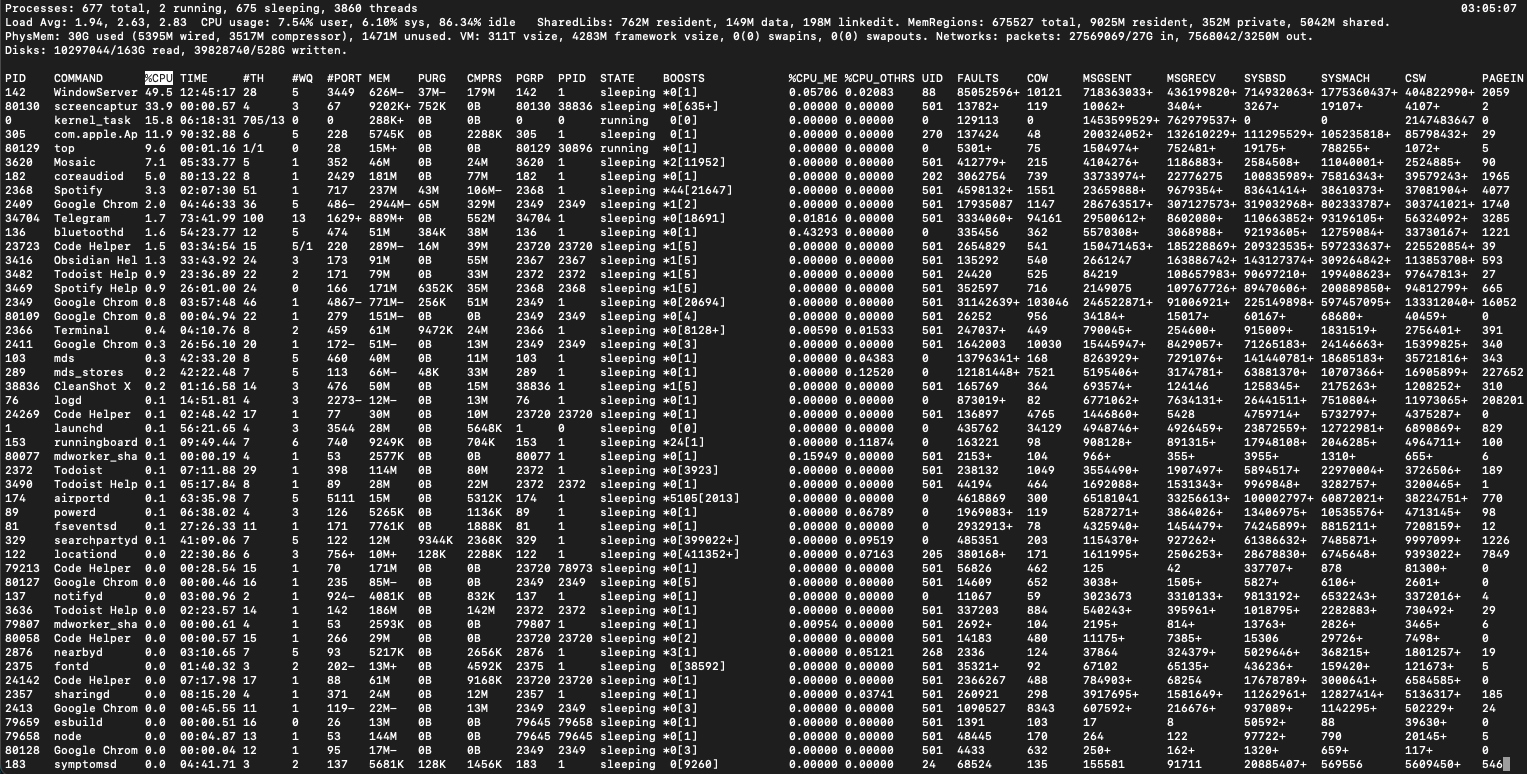 Processes: 677 total, 2 running, 675 sleeping, 3860 threads 03:05:07
Load Avg: 1.94, 2.63, 2.83 CPU usage: 7.54% user, 6.10% sys, 86.34% idle SharedLibs: 762M resident, 149M data, 198M linkedit. MemRegions: 675527 total, 9025M resident, 352M private, 5042M shared.
PhysMem: 30G used (5395M wired, 3517M compressor), 1471M unused. VM: 311T vsize, 4283M framework vsize, 0(0) swapins, 0(0) swapouts. Networks: packets: 27569069/27G in, 7568042/3250M out.
Disks: 10297044/163G read, 39828740/528G written.
PID COMMAND %CPU TIME #TH #WQ #PORT MEM PURG CMPRS PGRP PPID STATE BOOSTS %CPU_ME %CPU_OTHRS UID FAULTS COW MSGSENT MSGRECV SYSBSD SYSMACH CSW PAGEIN
142 WindowServer 49.5 12:45:17 28 5 3449 626M- 37M- 179M 142 1 sleeping *0[1] 0.05706 0.02083 88 85052596+ 10121 718363033+ 436199820+ 714932063+ 1775360437+ 404822990+ 2059
80130 screencaptur 33.9 00:00.57 4 3 67 9202K+ 752K 0B 80130 38836 sleeping *0[635+] 0.00000 0.00000 501 13782+ 119 10062+ 3404+ 3267+ 19107+ 4107+ 2
0 kernel_task 15.8 06:18:31 705/13 0 0 288K+ 0B 0B 0 0 running 0[0] 0.00000 0.00000 0 129113 0 1453599529+ 762979537+ 0 0 2147483647 0
305 com.apple.Ap 11.9 90:32.88 6 5 228 5745K 0B 2288K 305 1 sleeping *0[1] 0.00000 0.00000 270 137424 48 200324052+ 132610229+ 111295529+ 105235818+ 85798432+ 29
80129 top 9.6 00:01.16 1/1 0 28 15M+ 0B 0B 80129 30896 running *0[1] 0.00000 0.00000 0 5301+ 75 1504974+ 752481+ 19175+ 788255+ 1072+ 5
3620 Mosaic 7.1 05:33.77 5 1 352 46M 0B 24M 3620 1 sleeping *2[11952] 0.00000 0.00000 501 412779+ 215 4104276+ 1186883+ 2584508+ 11040001+ 2524885+ 90
182 coreaudiod 5.0 80:13.22 8 1 2429 181M 0B 77M 182 1 sleeping *0[1] 0.00000 0.00000 202 3062754 739 33733974+ 22776275 100835989+ 75816343+ 39579243+ 1965
2368 Spotify 3.3 02:07:30 51 1 717 237M 43M 106M- 2368 1 sleeping *44[21647] 0.00000 0.00000 501 4598132+ 1551 23659888+ 9679354+ 83641414+ 38610373+ 37081904+ 4077
2409 Google Chrom 2.0 04:46:33 36 5 486- 2944M- 65M 329M 2349 2349 sleeping *1[2] 0.00000 0.00000 501 17935087 1147 286763517+ 307127573+ 319032968+ 802333787+ 303741021+ 1740
34704 Telegram 1.7 73:41.99 100 13 1629+ 889M+ 0B 552M 34704 1 sleeping *0[18691] 0.01816 0.00000 501 3334060+ 94161 29500612+ 8602080+ 110663852+ 93196105+ 56324092+ 3285
136 bluetoothd 1.6 54:23.77 12 5 474 51M 384K 38M 136 1 sleeping *0[1] 0.43293 0.00000 0 335456 362 5570308+ 3068988+ 92193605+ 12759084+ 33730167+ 1221
23723 Code Helper 1.5 03:34:54 15 5/1 220 289M- 16M 39M 23720 23720 sleeping *1[5] 0.00000 0.00000 501 2654829 541 150471453+ 185228869+ 209323535+ 597233637+ 225520854+ 39
3416 Obsidian Hel 1.3 33:43.92 24 3 173 91M 0B 55M 2367 2367 sleeping *1[5] 0.00000 0.00000 501 135292 540 2661247 163886742+ 143127374+ 309264842+ 113853708+ 593
3482 Todoist Help 0.9 23:36.89 22 2 171 79M 0B 33M 2372 2372 sleeping *1[5] 0.00000 0.00000 501 24420 525 84219 108657983+ 90697210+ 199408623+ 97647813+ 27
3469 Spotify Help 0.9 26:01.00 24 0 166 171M 6352K 35M 2368 2368 sleeping *1[5] 0.00000 0.00000 501 352597 716 2149075 109767726+ 89470606+ 200889850+ 94812799+ 665
2349 Google Chrom 0.8 03:57:48 46 1 4867- 771M- 256K 51M 2349 1 sleeping *0[20694] 0.00000 0.00000 501 31142639+ 103046 246522871+ 91006921+ 225149898+ 597457095+ 133312040+ 16052
80109 Google Chrom 0.8 00:04.94 22 1 279 151M- 0B 0B 2349 2349 sleeping *0[4] 0.00000 0.00000 501 26252 956 34184+ 15017+ 60167+ 68680+ 40459+ 0
2366 Terminal 0.4 04:10.76 8 2 459 61M 9472K 24M 2366 1 sleeping *0[8128+] 0.00590 0.01533 501 247037+ 449 790045+ 254600+ 915009+ 1831519+ 2756401+ 391
2411 Google Chrom 0.3 26:56.10 20 1 172- 51M- 0B 13M 2349 2349 sleeping *0[3] 0.00000 0.00000 501 1642003 10030 15445947+ 8429057+ 71265183+ 24146663+ 15399825+ 340
103 mds 0.3 42:33.20 8 5 460 40M 0B 11M 103 1 sleeping *0[1] 0.00000 0.04383 0 13796341+ 168 8263929+ 7291076+ 141440781+ 18685183+ 35721816+ 343
289 mds_stores 0.2 42:22.48 7 5 113 66M- 48K 33M 289 1 sleeping *0[1] 0.00000 0.12520 0 12181448+ 7521 5195406+ 3174781+ 63881370+ 10707366+ 16905899+ 227652
38836 CleanShot X 0.2 01:16.58 14 3 476 50M 0B 15M 38836 1 sleeping *1[5] 0.00000 0.00000 501 165769 364 693574+ 124146 1258345+ 2175263+ 1208252+ 310
76 logd 0.1 14:51.81 4 3 2273- 12M- 0B 13M 76 1 sleeping *0[1] 0.00000 0.00000 0 873019+ 82 6771062+ 7634131+ 26441511+ 7510804+ 11973065+ 208201
24269 Code Helper 0.1 02:48.42 17 1 77 30M 0B 10M 23720 23720 sleeping *0[1] 0.00000 0.00000 501 136897 4765 1446860+ 5428 4759714+ 5732797+ 4375287+ 0
1 launchd 0.1 56:21.65 4 3 3544 28M 0B 5648K 1 0 sleeping 0[0] 0.00000 0.00000 0 435762 34129 4948746+ 4926459+ 23872559+ 12722981+ 6890869+ 829
153 runningboard 0.1 09:49.44 7 6 740 9249K 0B 704K 153 1 sleeping *24[1] 0.00000 0.11874 0 163221 98 908128+ 891315+ 17948108+ 2046285+ 4964711+ 100
80077 mdworker_sha 0.1 00:00.19 4 1 53 2577K 0B 0B 80077 1 sleeping *0[1] 0.15949 0.00000 501 2153+ 104 966+ 355+ 3955+ 1310+ 655+ 6
2372 Todoist 0.1 07:11.88 29 1 398 114M 0B 80M 2372 1 sleeping *0[3923] 0.00000 0.00000 501 238132 1049 3554490+ 1907497+ 5894517+ 22970004+ 3726506+ 189
3490 Todoist Help 0.1 05:17.84 8 1 89 28M 0B 22M 2372 2372 sleeping *0[1] 0.00000 0.00000 501 44194 464 1692088+ 1531343+ 9969848+ 3282757+ 3200465+ 1
174 airportd 0.1 63:35.98 7 5 5111 15M 0B 5312K 174 1 sleeping *5105[2013] 0.00000 0.00000 0 4618869 300 65181041 33256613+ 100002797+ 60872021+ 38224751+ 770
89 powerd 0.1 06:38.02 4 3 126 5265K 0B 1136K 89 1 sleeping *0[1] 0.00000 0.06789 0 1969083+ 119 5287271+ 3864026+ 13406975+ 10535576+ 4713145+ 98
81 fseventsd 0.1 27:26.33 11 1 171 7761K 0B 1888K 81 1 sleeping *0[1] 0.00000 0.00000 0 2932913+ 78 4325940+ 1454479+ 74245899+ 8815211+ 7208159+ 12
329 searchpartyd 0.1 41:09.06 7 5 122 12M 9344K 2368K 329 1 sleeping *0[399022+] 0.00000 0.09519 0 485351 203 1154370+ 927262+ 61386632+ 7485871+ 9997099+ 1226
122 locationd 0.0 22:30.86 6 3 756+ 10M+ 128K 2288K 122 1 sleeping *0[411352+] 0.00000 0.07163 205 380168+ 171 1611995+ 2506253+ 28678830+ 6745648+ 9393022+ 7849
79213 Code Helper 0.0 00:28.54 15 1 70 171M 0B 0B 23720 78973 sleeping *0[1] 0.00000 0.00000 501 56826 462 125 42 337707+ 878 81300+ 0
80127 Google Chrom 0.0 00:00.46 16 1 235 85M- 0B 0B 2349 2349 sleeping *0[5] 0.00000 0.00000 501 14609 652 3038+ 1505+ 5827+ 6106+ 2601+ 0
137 notifyd 0.0 03:00.96 2 1 924- 4081K 0B 832K 137 1 sleeping *0[1] 0.00000 0.00000 0 11067 59 3023673 3310133+ 9813192+ 6532243+ 3372016+ 4
3636 Todoist Help 0.0 02:23.57 14 1 142 186M 0B 142M 2372 2372 sleeping *0[1] 0.00000 0.00000 501 337203 884 540243+ 395961+ 1018795+ 2282883+ 730492+ 29
79807 mdworker_sha 0.0 00:00.61 4 1 53 2593K 0B 0B 79807 1 sleeping *0[1] 0.00954 0.00000 501 2692+ 104 2195+ 814+ 13763+ 2826+ 3465+ 6
80058 Code Helper 0.0 00:00.57 15 1 266 29M 0B 0B 23720 23720 sleeping *0[2] 0.00000 0.00000 501 14183 480 11175+ 7385+ 15306 29726+ 7498+ 0
2876 nearbyd 0.0 03:10.65 7 5 93 5217K 0B 2656K 2876 1 sleeping *3[1] 0.00000 0.05121 268 2336 124 37864 324379+ 5029646+ 368215+ 1801257+ 19
2375 fontd 0.0 01:40.32 3 2 202- 13M+ 0B 4592K 2375 1 sleeping 0[38592] 0.00000 0.00000 501 35321+ 92 67102 65135+ 436236+ 159420+ 121673+ 5
24142 Code Helper 0.0 07:17.98 17 1 88 61M 0B 9168K 23720 23720 sleeping *0[1] 0.00000 0.00000 501 2366267 488 784903+ 68254 17678789+ 3000641+ 6584585+ 0
2357 sharingd 0.0 08:15.20 4 1 371 24M 0B 12M 2357 1 sleeping *0[1] 0.00000 0.03741 501 260921 298 3917695+ 1581649+ 11262961+ 12827414+ 5136317+ 185
2413 Google Chrom 0.0 00:45.55 11 1 119- 22M- 0B 13M 2349 2349 sleeping *0[3] 0.00000 0.00000 501 1090527 8343 607592+ 216676+ 937089+ 1142295+ 502229+ 24
79659 esbuild 0.0 00:00.51 16 0 26 13M 0B 0B 79645 79658 sleeping *0[1] 0.00000 0.00000 501 1391 103 17 8 50592+ 88 39630+ 0
79658 node 0.0 00:04.87 13 1 53 144M 0B 0B 79645 79645 sleeping *0[1] 0.00000 0.00000 501 48445 170 264 122 97722+ 790 20145+ 5
80128 Google Chrom 0.0 00:00.04 12 1 95 17M- 0B 0B 2349 2349 sleeping *0[3] 0.00000 0.00000 501 4433 632 250+ 162+ 1320+ 659+ 117+ 0
183 symptomsd 0.0 04:41.71 3 2 137 5681K 128K 1456K 183 1 sleeping 0[9260] 0.00000 0.00000 24 68524 135 155581 91711 20885407+ 569556 5609450+ 546